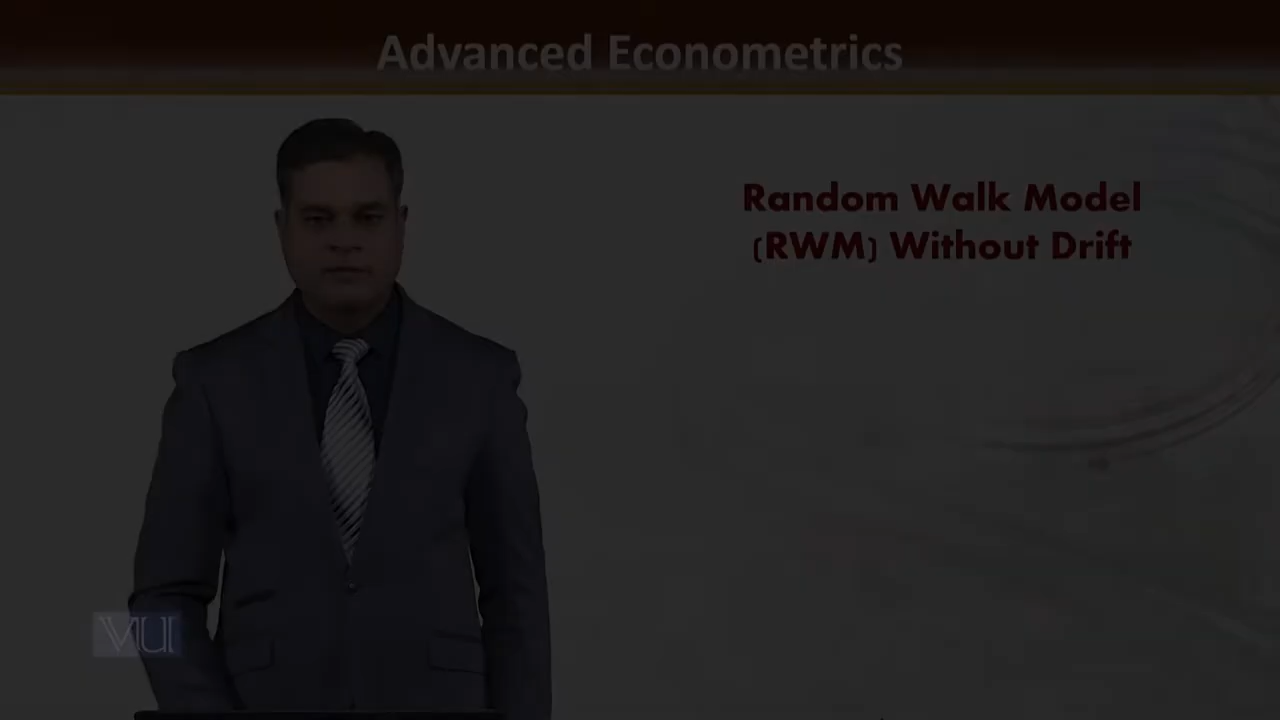 Advanced Econometrics
Random Walk Model
(RWM) Without Drift
VU